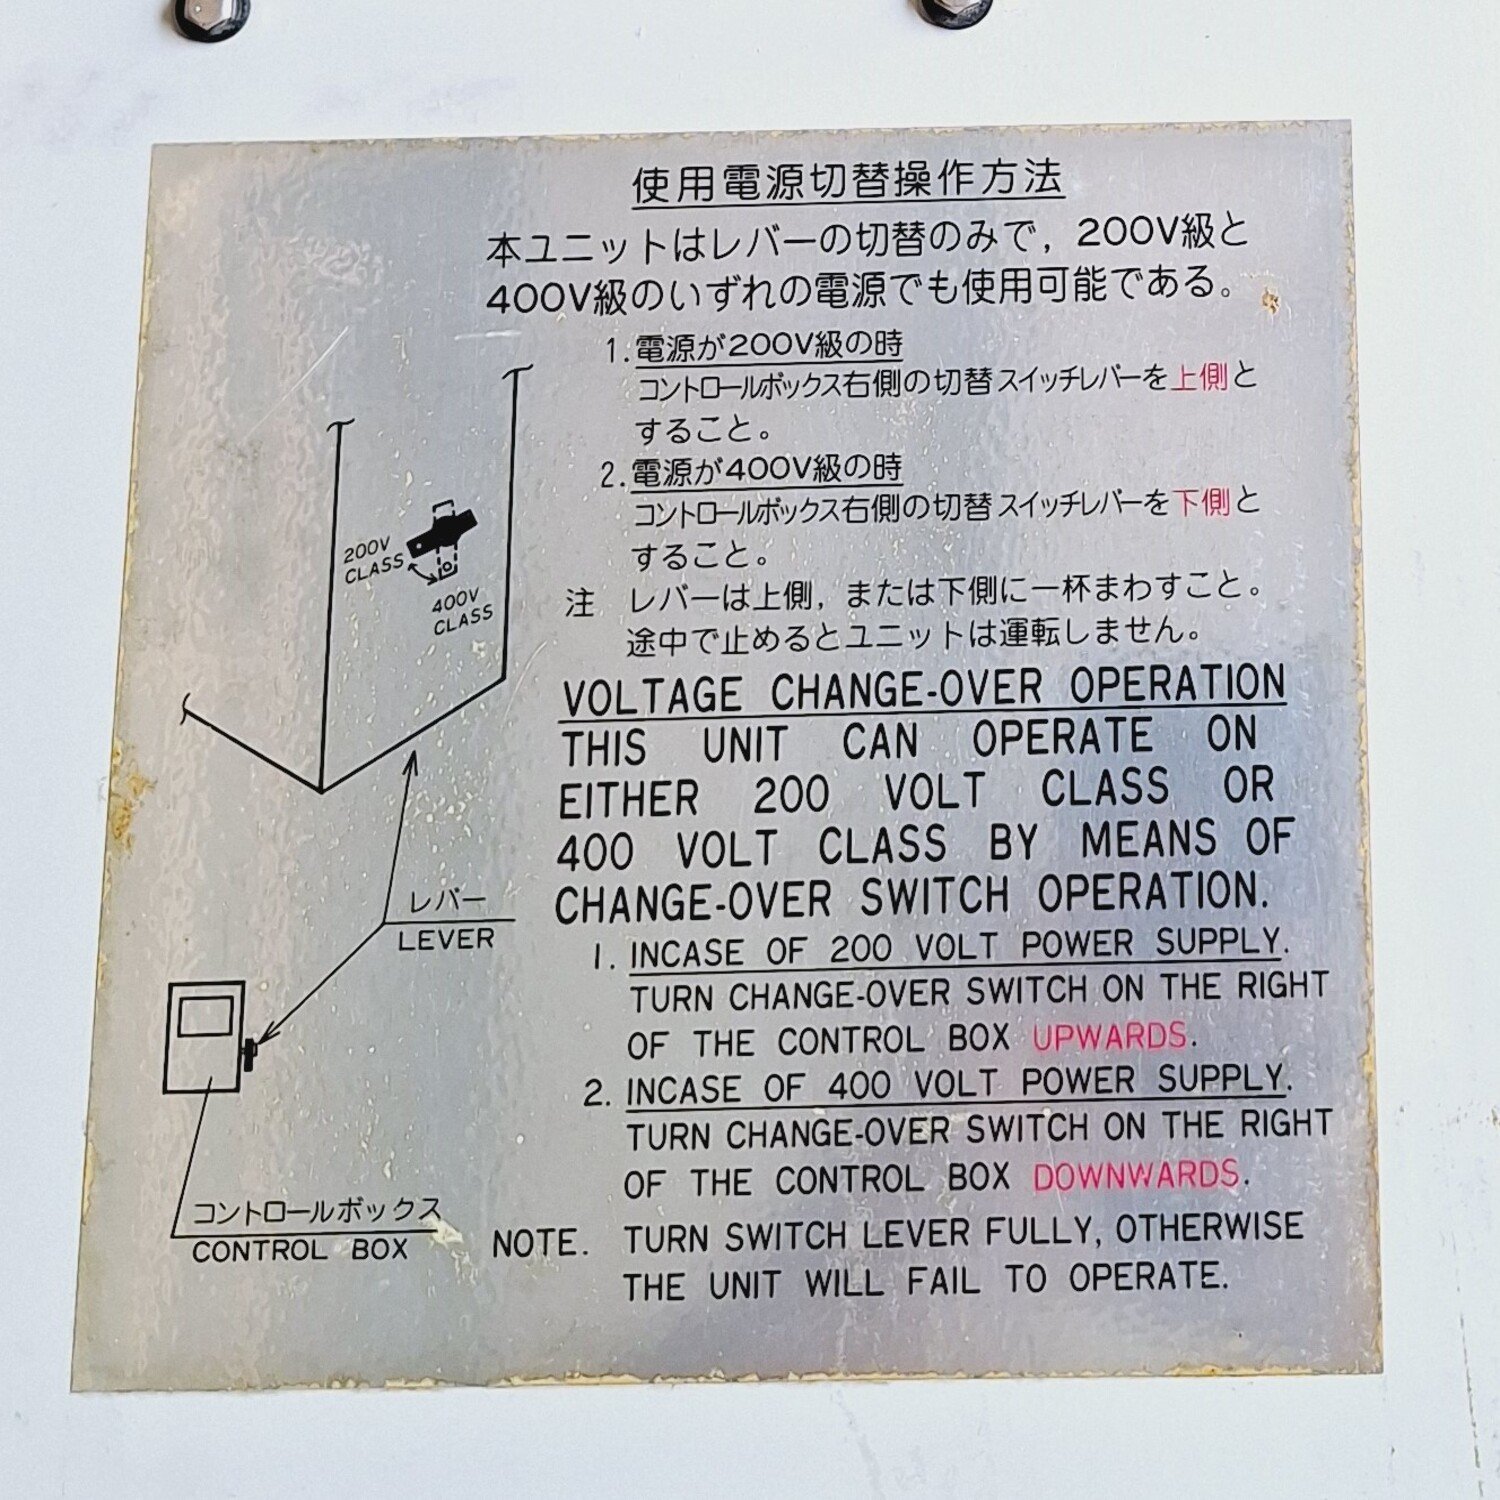 使用電源切替操作方法
本ユニットはレバーの切替のみで，200V級と
400V級のいずれの電源でも使用可能である。
1.電源が200V級の時
コントロールボックス右側の切替スイッチレバーを上側と
すること。
2.電源が400V級の時
コントロールボックス右側の切替スイッチレバーを下側と
すること。
注 レバーは上側，または下側に一杯まわすこと。
途中で止めるとユニットは運転しません。
200V
CLASS
400V
CLASS
レバー
LEVER
コントロールボックス
CONTROL BOX
VOLTAGE CHANGE-OVER OPERATION
THIS UNIT CAN OPERATE ON
EITHER 200 VOLT CLASS OR
400 VOLT CLASS BY MEANS OF
CHANGE-OVER SWITCH OPERATION.
1. INCASE OF 200 VOLT POWER SUPPLY.
TURN CHANGE-OVER SWITCH ON THE RIGHT
OF THE CONTROL BOX UPWARDS.
2. INCASE OF 400 VOLT POWER SUPPLY.
TURN CHANGE-OVER SWITCH ON THE RIGHT
OF THE CONTROL BOX DOWNWARDS.
NOTE. TURN SWITCH LEVER FULLY, OTHERWISE
THE UNIT WILL FAIL TO OPERATE.